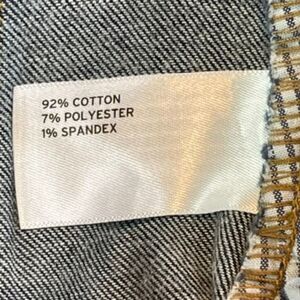 92% COTTON
7% POLYESTER
1% SPANDEX